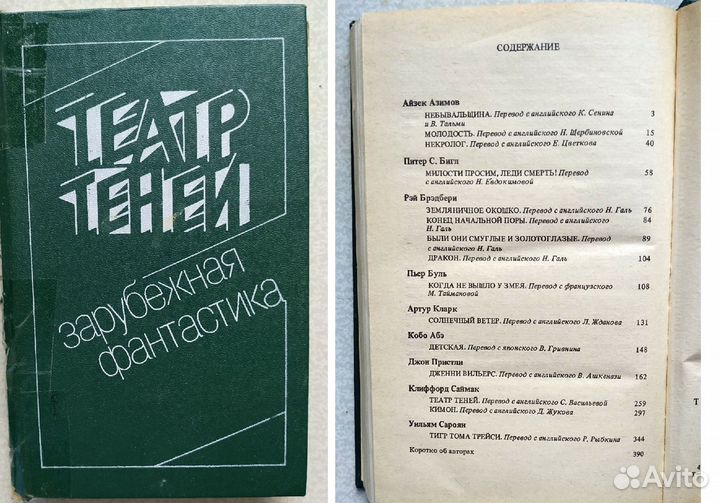 ТЕАТР
ТЕНЕЙ
зарубежная
фантастика
СОДЕРЖАНИЕ
Айзек Азимов
НЕБЫВАЛЬЩИНА. Перевод с английского К. Сенина
и В. Тальми 3
МОЛОДОСТЬ. Перевод с английского Н. Щербиновской 15
НЕКРОЛОГ. Перевод с английского Е. Цветкова 40
Питер С. Бигл
МИЛОСТИ ПРОСИМ, ЛЕДИ СМЕРТЬ! Перевод 58
с английского Н. Евдокимовой
Рэй Брэдбери
ЗЕМЛЯНИЧНОЕ ОКОШКО. Перевод с английского Н. Галь 76
КОНЕЦ НАЧАЛЬНОЙ ПОРЫ. Перевод с английского 84
Н. Галь
БЫЛИ ОНИ СМУГЛЫЕ И ЗОЛОТОГЛАЗЫЕ. Перевод 89
с английского Н. Галь
ДРАКОН. Перевод с английского Н. Галь 104
Пьер Буль
КОГДА НЕ ВЫШЛО У ЗМЕЯ. Перевод с французского 108
М. Таймановой
Артур Кларк
СОЛНЕЧНЫЙ ВЕТЕР. Перевод с английского Л. Жданова 131
Кобо Абэ
ДЕТСКАЯ. Перевод с японского В. Гривнина 148
Джон Пристли
ДЖЕННИ ВИЛЬЕРС. Перевод с английского В. Ашкенази 162
Клиффорд Саймак
ТЕАТР ТЕНЕЙ. Перевод с английского С. Васильевой 259
КИМОН. Перевод с английского Д. Жукова 297
Уильям Сароян
ТИГР ТОМА ТРЕЙСИ. Перевод с английского Р. Рыбкина 344
Коротко об авторах 390
Т
4
Avito